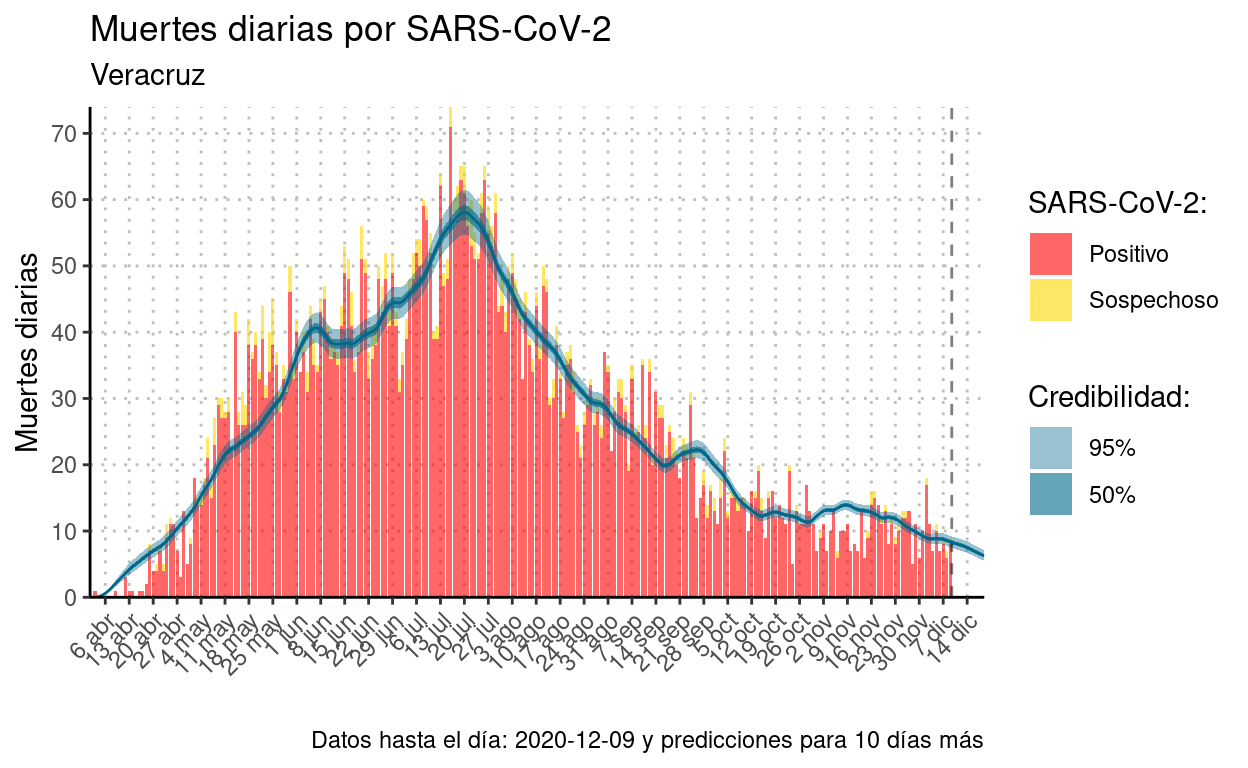 Muertes diarias por SARS-CoV-2
Veracruz
Muertes diarias
70
60
50
40
30
20
10
0
6 abr
13 abr
20 abr
27 abr
4 may
11 may
18 may
25 may
1 jun
8 jun
15 jun
22 jun
29 jun
6 jul
13 jul
20 jul
27 jul
3 ago
10 ago
17 ago
24 ago
31 ago
7 sep
14 sep
21 sep
28 sep
5 oct
12 oct
19 oct
26 oct
2 nov
9 nov
16 nov
23 nov
30 nov
7 dic
14 dic
SARS-CoV-2:
Positivo
Sospechoso
Credibilidad:
95%
50%
Datos hasta el día: 2020-12-09 y predicciones para 10 días más